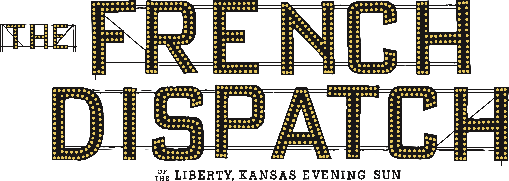 THE FRENCH
DISPATCH
OF THE LIBERTY, KANSAS EVENING SUN